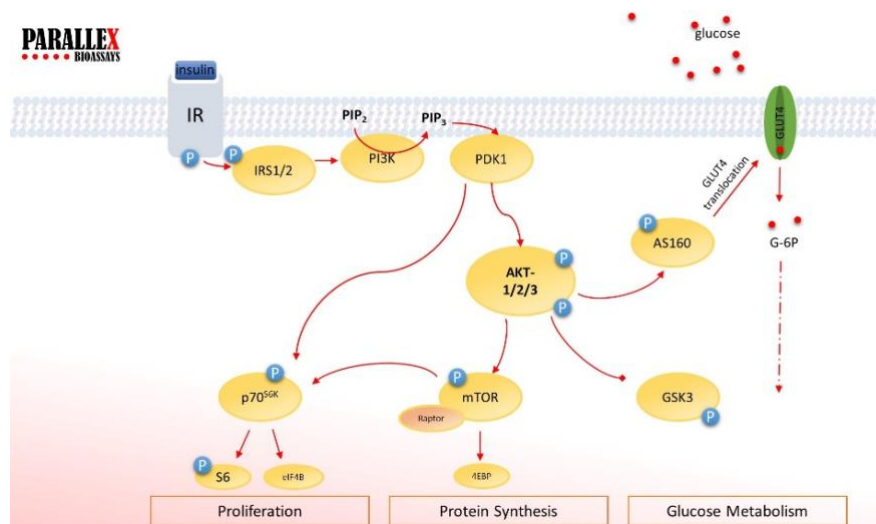 PARALLEX
BIOASSAYS
glucose
insulin
IR
GLUT4
PIP2
PIP3
P
P
IRS1/2
PI3K
PDK1
GLUT4
translocation
P
AS160
G-6P
P
AKT-
1/2/3
P
P
p70SGK
P
mTOR
Raptor
GSK3
P
P
S6
eIF4B
4EBP
Proliferation
Protein Synthesis
Glucose Metabolism